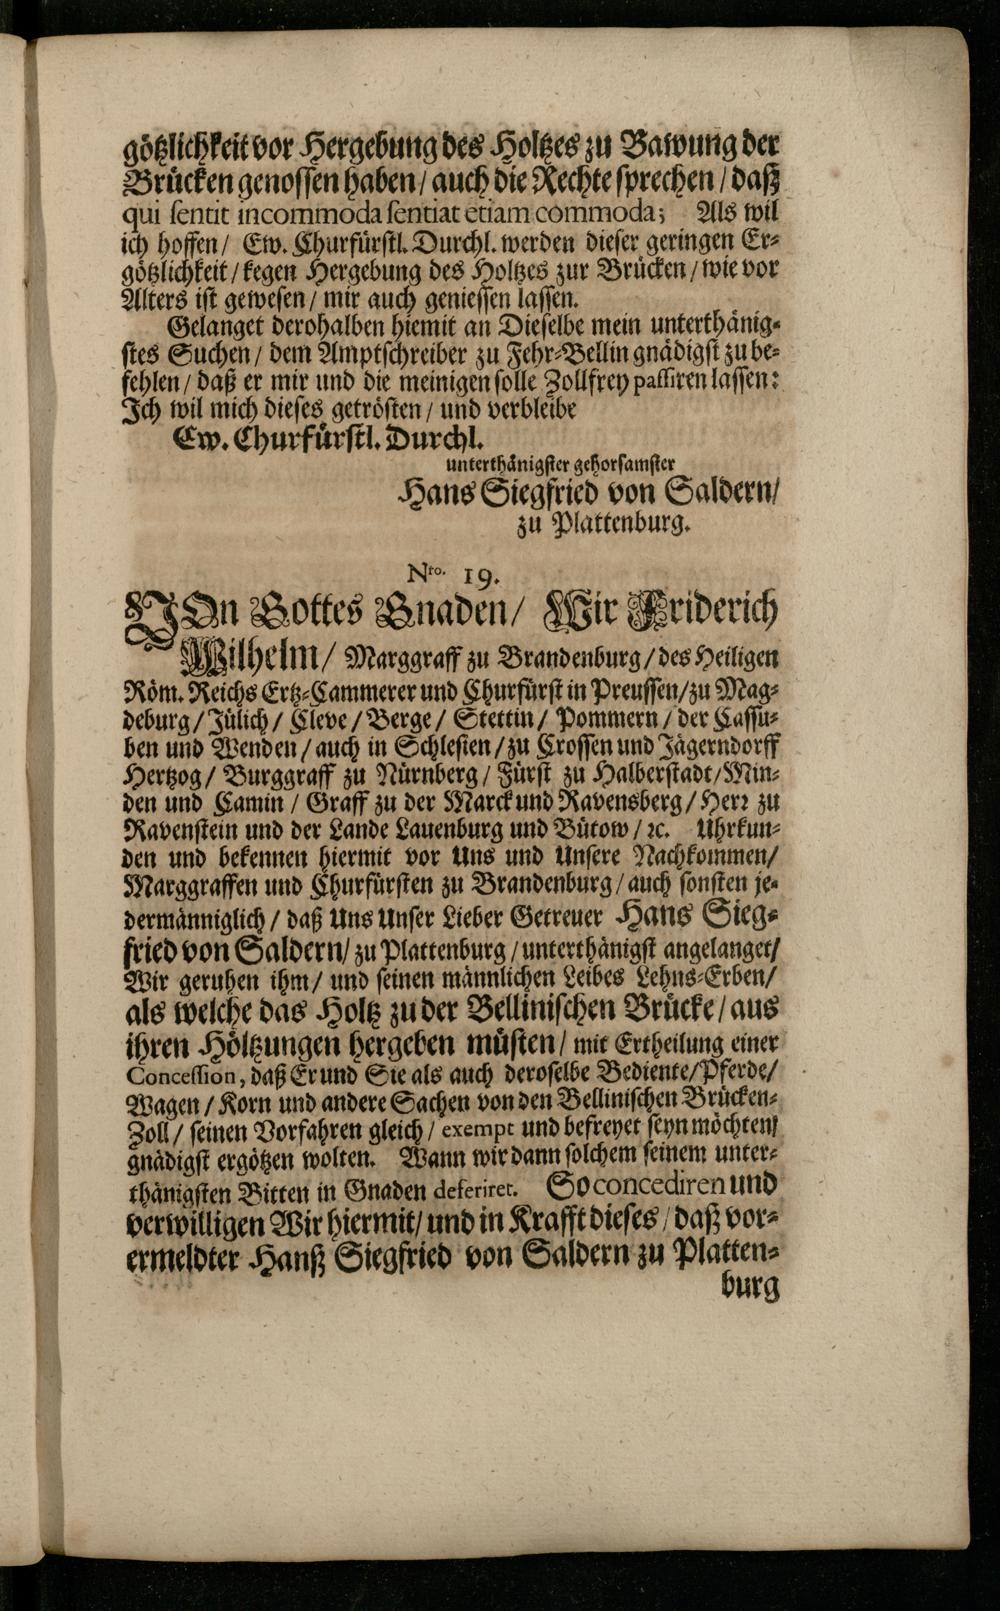 götzlichkeit vor Hergebung des Holtzes zu Bawung der
Brücken genossen haben / auch die Rechte sprechen / daß
qui sentit incommoda sentiat etiam commoda; Als wil
ich hoffen / Ew. Churfürstl. Durchl. werden dieser geringen Er-
götzlichkeit / kegen Hergebung des Holtzes zur Brücken / wie vor
Alters ist gewesen / mir auch geniessen lassen.
Gelanget derohalben hiemit an Dieselbe mein unterthänig-
stes Suchen / dem Amptschreiber zu Fehr-Bellin gnädigst zu be-
fehlen / daß er mir und die meinigen solle Zollfrey passiren lassen:
Ich wil mich dieses getrösten / und verbleibe
Ew. Churfürstl. Durchl.
unterthänigster gehorsamster
Hans Siegfried von Saldern /
zu Plattenburg.
Nro. 19.
VOn Gottes Gnaden / Wir Friderich
Wilhelm / Marggraff zu Brandenburg / des Heiligen
Röm. Reichs Ertz-Cammerer und Churfürst in Preussen / zu Mag-
deburg / Jülich / Cleve / Berge / Stettin / Pommern / der Cassu-
ben und Wenden / auch in Schlesien / zu Crossen und Jägerndorff
Hertzog / Burggraff zu Nürnberg / Fürst zu Halberstadt / Min-
den und Camin / Graff zu der Marck und Ravensberg / Herr zu
Ravenstein und der Lande Lauenburg und Bütow / ꝛc. Uhrkun-
den und bekennen hiermit vor Uns und Unsere Nachkommen /
Marggraffen und Churfürsten zu Brandenburg / auch sonsten je-
dermänniglich / daß Uns Unser Lieber Getreuer Hans Sieg-
fried von Saldern / zu Plattenburg / unterthänigst angelanget /
Wir geruhen ihm / und seinen männlichen Leibes Lehns-Erben /
als welche das Holtz zu der Bellinischen Brücke / aus
ihren Höltzungen hergeben müsten / mit Ertheilung einer
Concession, daß Er und Sie als auch deroselbe Bediente / Pferde /
Wagen / Korn und andere Sachen von den Bellinischen Brücken-
Zoll / seinen Vorfahren gleich / exempt und befreyet seyn möchten /
gnädigst ergötzen wolten. Wann wir dann solchem seinem unter-
thänigsten Bitten in Gnaden deferiret. So concediren und
verwilligen Wir hiermit / und in Krafft dieses / daß vor-
ermeldter Hanß Siegfried von Saldern zu Platten-
burg